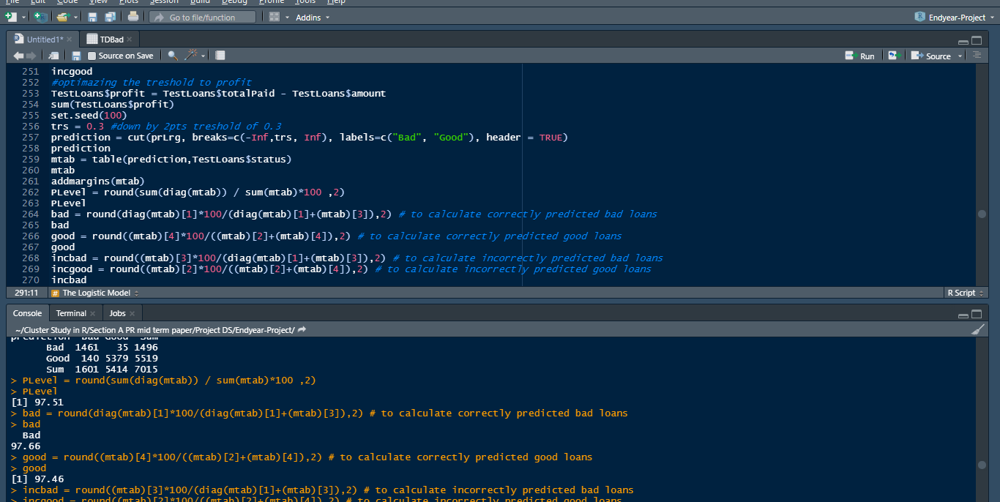 File Edit Code View Plots Session Build Debug Profile Tools Help
Go to file/function Addins Endyear-Project
Untitled1* TDBad
Source on Save Run Source
251 incgood
252 #optimazing the treshold to profit
253 TestLoans$profit = TestLoans$totalPaid - TestLoans$amount
254 sum(TestLoans$profit)
255 set.seed(100)
256 trs = 0.3 #down by 2pts treshold of 0.3
257 prediction = cut(prLrg, breaks=c(-Inf,trs, Inf), labels=c("Bad", "Good"), header = TRUE)
258 prediction
259 mtab = table(prediction,TestLoans$status)
260 mtab
261 addmargins(mtab)
262 PLevel = round(sum(diag(mtab)) / sum(mtab)*100 ,2)
263 PLevel
264 bad = round(diag(mtab)[1]*100/(diag(mtab)[1]+(mtab)[3]),2) # to calculate correctly predicted bad loans
265 bad
266 good = round((mtab)[4]*100/((mtab)[2]+(mtab)[4]),2) # to calculate correctly predicted good loans
267 good
268 incbad = round((mtab)[3]*100/(diag(mtab)[1]+(mtab)[3]),2) # to calculate incorrectly predicted bad loans
269 incgood = round((mtab)[2]*100/((mtab)[2]+(mtab)[4]),2) # to calculate incorrectly predicted good loans
270 incbad
291:11 # The Logistic Model R Script
Console Terminal Jobs
~/Cluster Study in R/Section A PR mid term paper/Project DS/Endyear-Project/
prediction Bad Good Sum
Bad 1461 35 1496
Good 140 5379 5519
Sum 1601 5414 7015
> PLevel = round(sum(diag(mtab)) / sum(mtab)*100 ,2)
> PLevel
[1] 97.51
> bad = round(diag(mtab)[1]*100/(diag(mtab)[1]+(mtab)[3]),2) # to calculate correctly predicted bad loans
> bad
Bad
97.66
> good = round((mtab)[4]*100/((mtab)[2]+(mtab)[4]),2) # to calculate correctly predicted good loans
> good
[1] 97.46
> incbad = round((mtab)[3]*100/(diag(mtab)[1]+(mtab)[3]),2) # to calculate incorrectly predicted bad loans
> incgood = round((mtab)[2]*100/((mtab)[2]+(mtab)[4]),2) # to calculate incorrectly predicted good loans